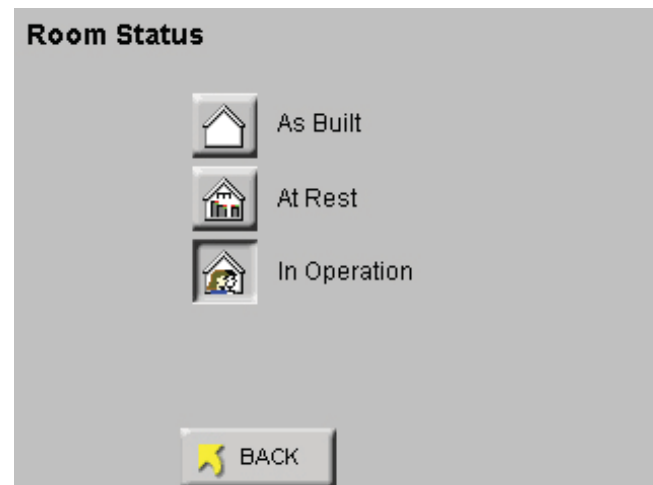 Room Status
As Built
At Rest
In Operation
BACK